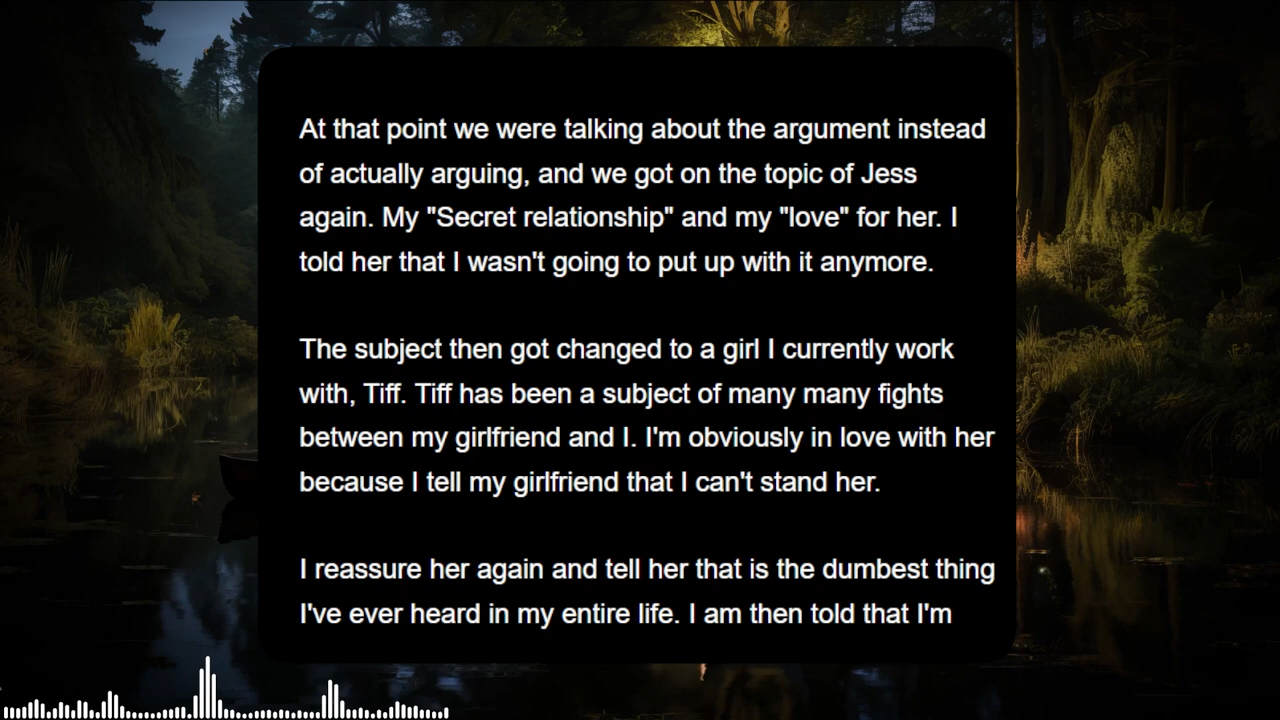 At that point we were talking about the argument instead
of actually arguing, and we got on the topic of Jess
again. My "Secret relationship" and my "love" for her. I
told her that I wasn't going to put up with it anymore.
The subject then got changed to a girl I currently work
with, Tiff. Tiff has been a subject of many many fights
between my girlfriend and I. I'm obviously in love with her
because I tell my girlfriend that I can't stand her.
I reassure her again and tell her that is the dumbest thing
I've ever heard in my entire life. I am then told that I'm